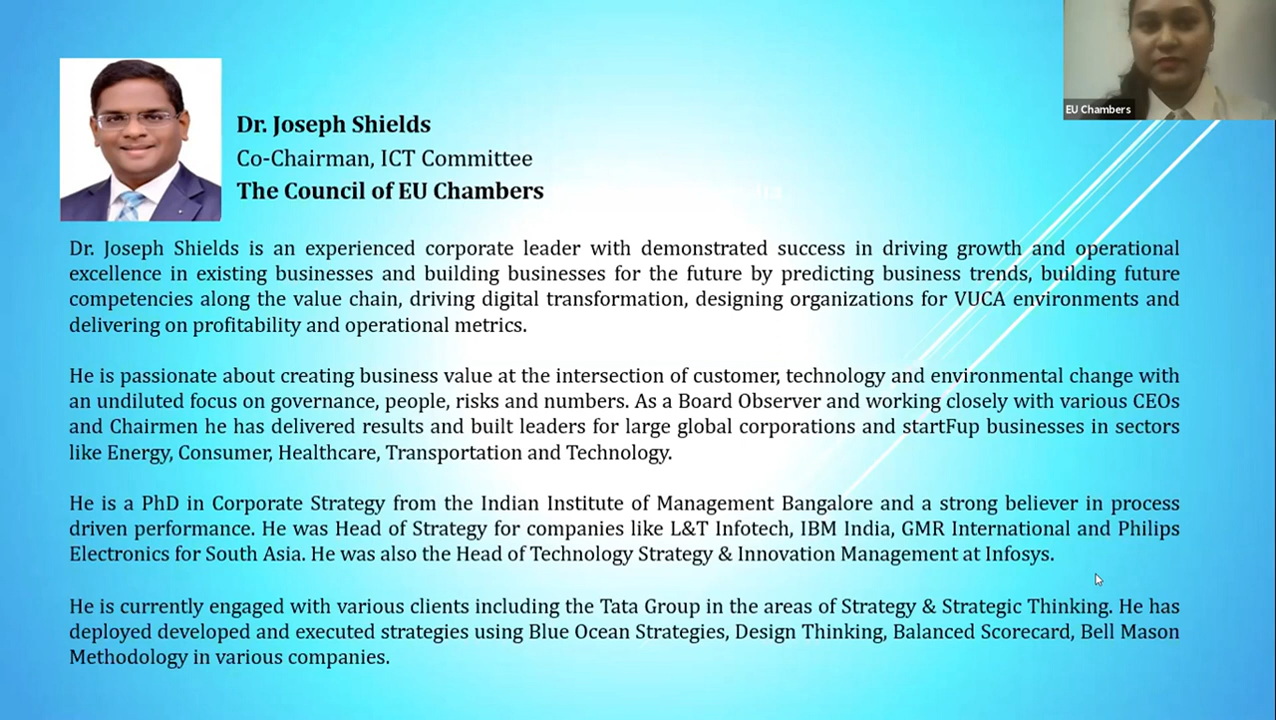 EU Chambers
Dr. Joseph Shields
Co-Chairman, ICT Committee
The Council of EU Chambers
Dr. Joseph Shields is an experienced corporate leader with demonstrated success in driving growth and operational
excellence in existing businesses and building businesses for the future by predicting business trends, building future
competencies along the value chain, driving digital transformation, designing organizations for VUCA environments and
delivering on profitability and operational metrics.
He is passionate about creating business value at the intersection of customer, technology and environmental change with
an undiluted focus on governance, people, risks and numbers. As a Board Observer and working closely with various CEOs
and Chairmen he has delivered results and built leaders for large global corporations and startFup businesses in sectors
like Energy, Consumer, Healthcare, Transportation and Technology.
He is a PhD in Corporate Strategy from the Indian Institute of Management Bangalore and a strong believer in process
driven performance. He was Head of Strategy for companies like L&T Infotech, IBM India, GMR International and Philips
Electronics for South Asia. He was also the Head of Technology Strategy & Innovation Management at Infosys.
He is currently engaged with various clients including the Tata Group in the areas of Strategy & Strategic Thinking. He has
deployed developed and executed strategies using Blue Ocean Strategies, Design Thinking, Balanced Scorecard, Bell Mason
Methodology in various companies.